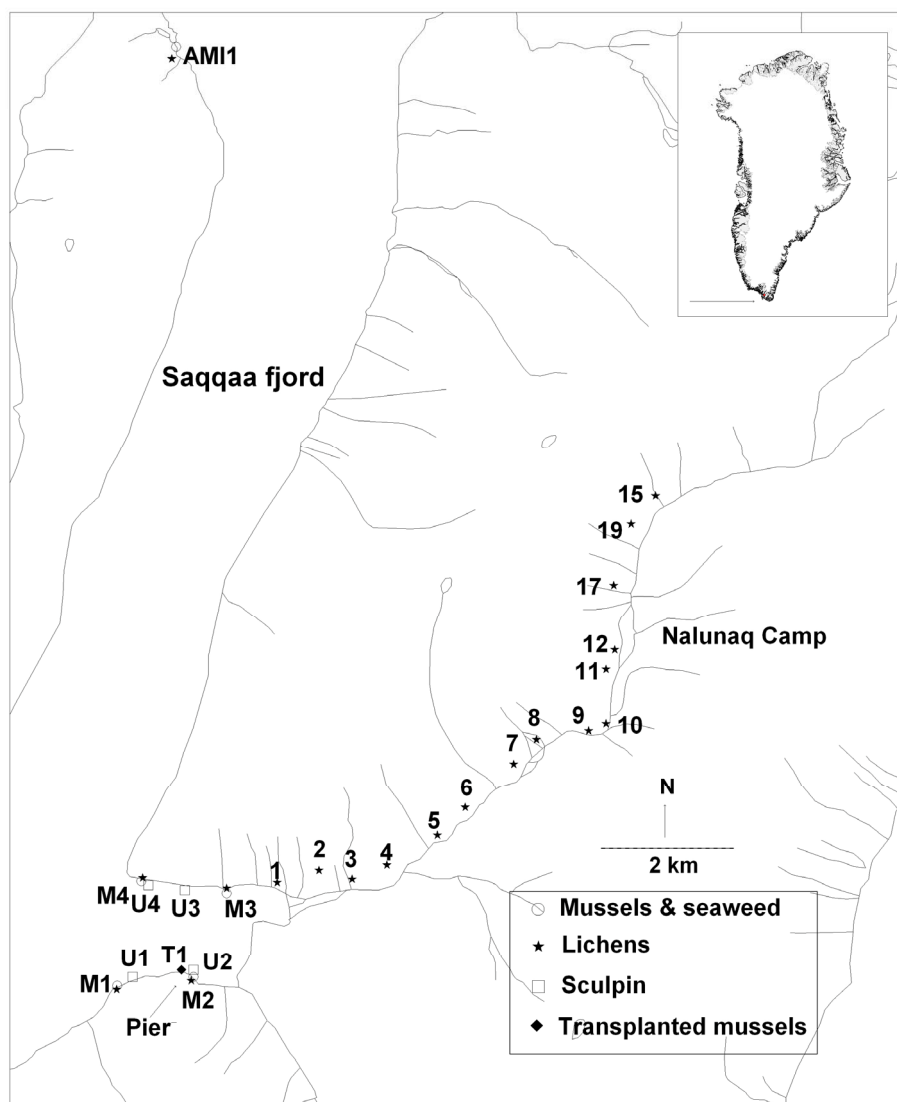 AMI1
Saqqaa fjord
15
19
17
Nalunaq Camp
12
11
9
10
8
7
N
6
5
2 km
2
4
3
1
M4
U4
U3
M3
Mussels & seaweed
Lichens
T1
U2
U1
Sculpin
M1
M2
Pier
Transplanted mussels